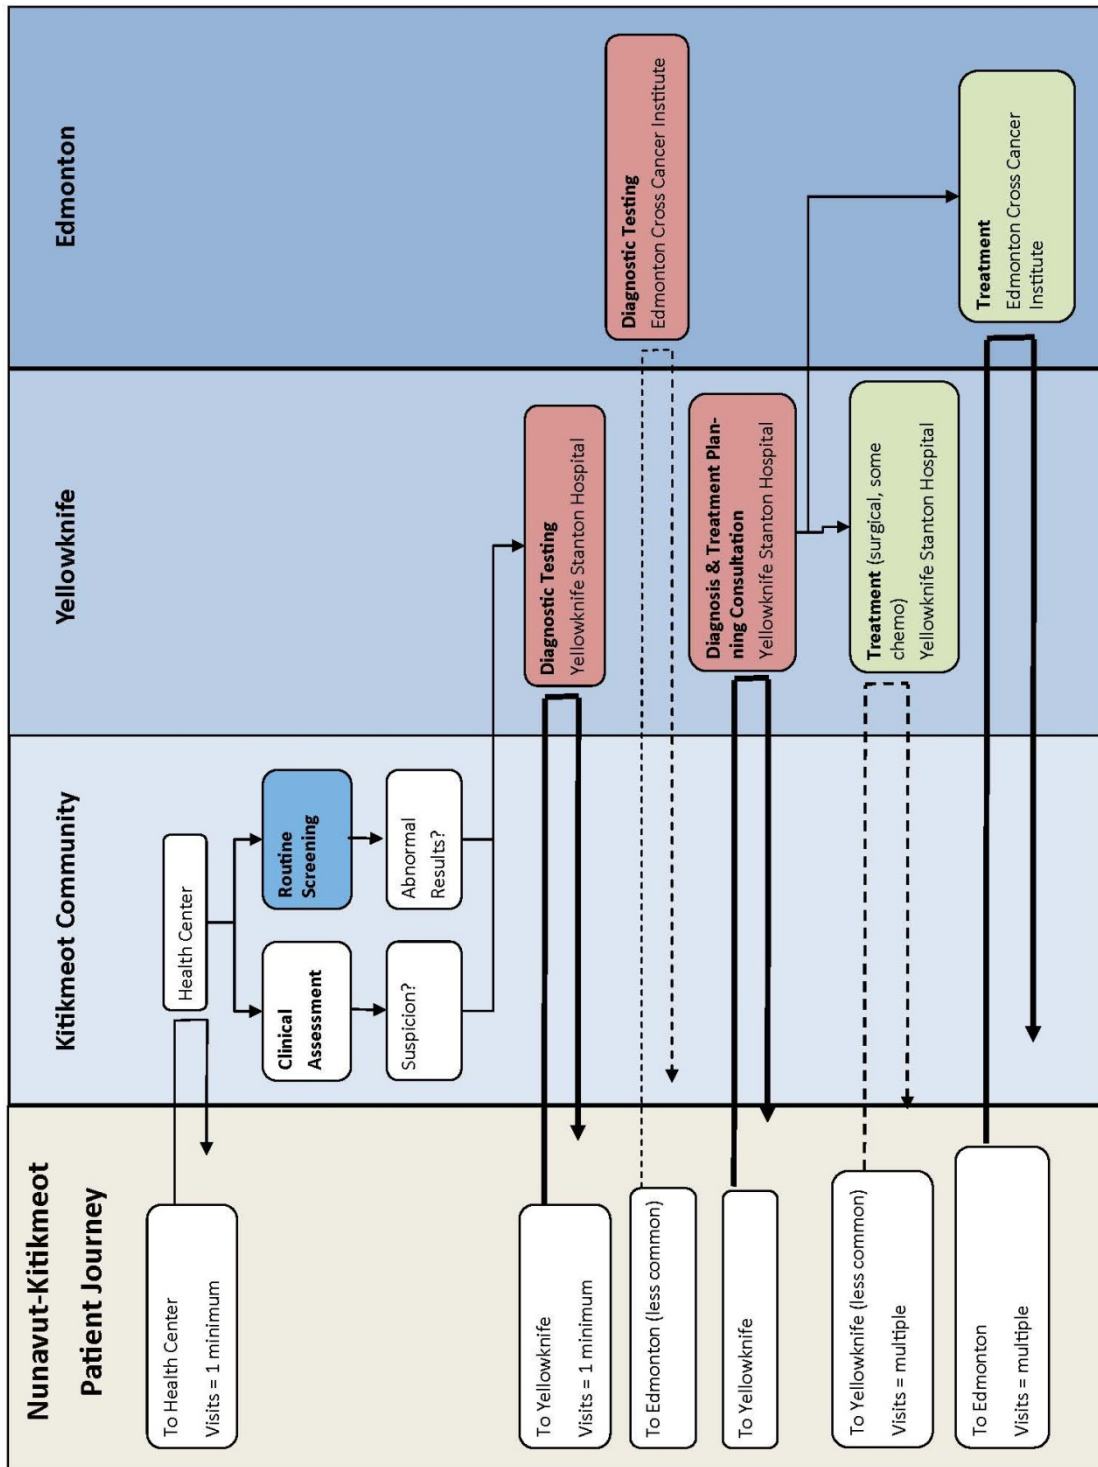 Nunavut-Kitikmeot
Patient Journey
Kitikmeot Community
Yellowknife
Edmonton
To Health Center
Visits = 1 minimum
Health Center
Clinical
Assessment
Routine
Screening
Suspicion?
Abnormal
Results?
To Yellowknife
Visits = 1 minimum
Diagnostic Testing
Yellowknife Stanton Hospital
To Edmonton (less common)
Diagnostic Testing
Edmonton Cross Cancer Institute
To Yellowknife
Diagnosis & Treatment Plan-
ning Consultation
Yellowknife Stanton Hospital
To Yellowknife (less common)
Visits = multiple
Treatment (surgical, some
chemo)
Yellowknife Stanton Hospital
To Edmonton
Visits = multiple
Treatment
Edmonton Cross Cancer
Institute